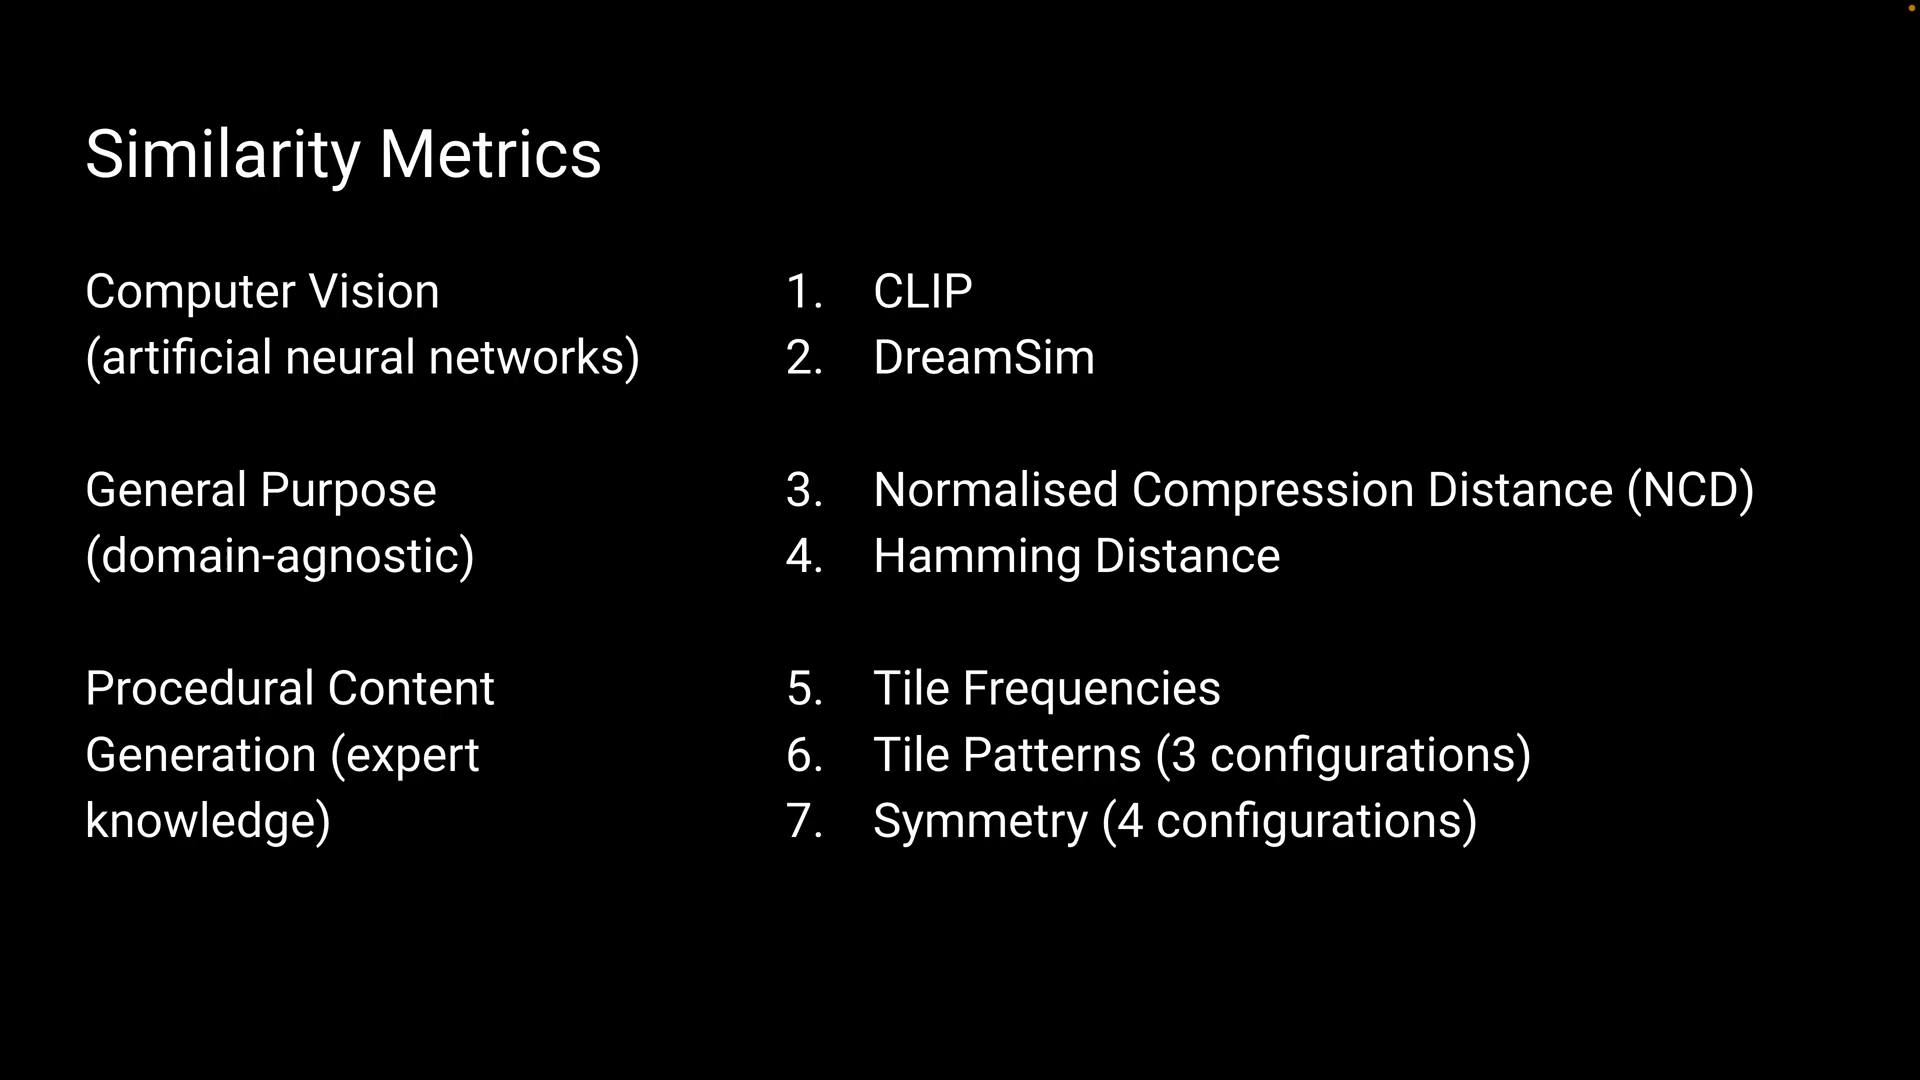 Similarity Metrics
Computer Vision
(artificial neural networks)
1. CLIP
2. DreamSim
General Purpose
(domain-agnostic)
3. Normalised Compression Distance (NCD)
4. Hamming Distance
Procedural Content
Generation (expert
knowledge)
5. Tile Frequencies
6. Tile Patterns (3 configurations)
7. Symmetry (4 configurations)